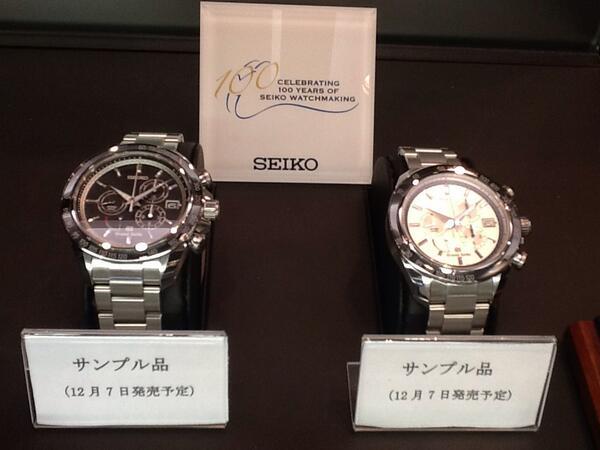 100
CELEBRATING
100 YEARS OF
SEIKO WATCHMAKING
SEIKO
SEIKO
サンプル品
(12月7日発売予定)
サンプル品
(12月7日発売予定)